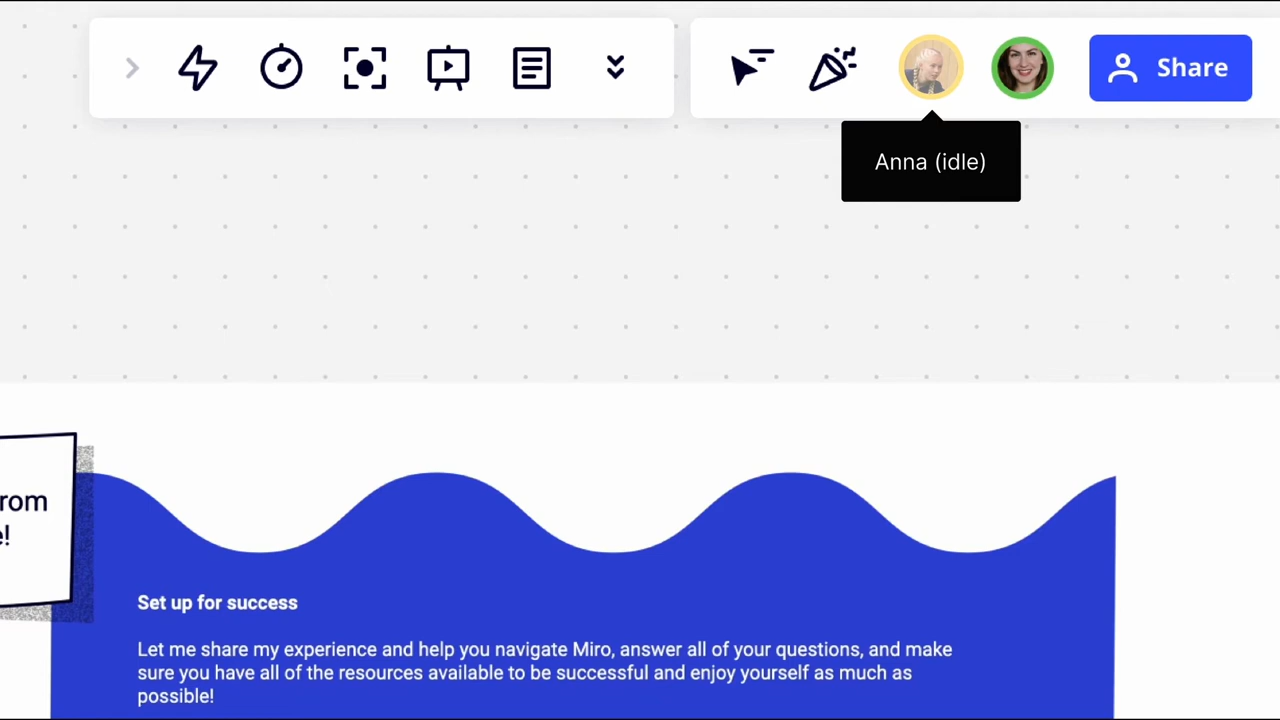 Share
Anna (idle)
rom
e!
Set up for success
Let me share my experience and help you navigate Miro, answer all of your questions, and make
sure you have all of the resources available to be successful and enjoy yourself as much as
possible!